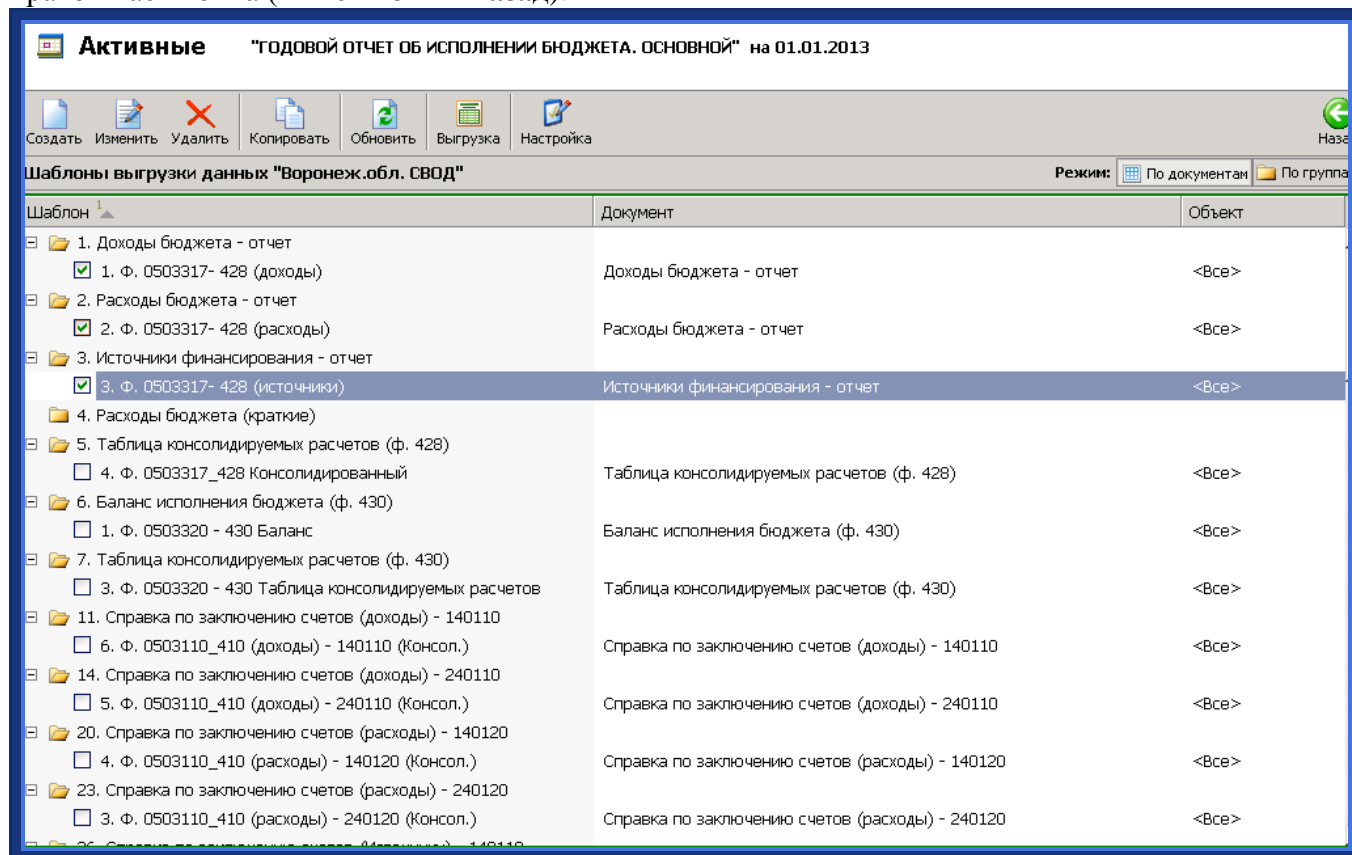 Активные "ГОДОВОЙ ОТЧЕТ ОБ ИСПОЛНЕНИИ БЮДЖЕТА. ОСНОВНОЙ" на 01.01.2013
Создать Изменить Удалить Копировать Обновить Выгрузка Настройка Наза
Шаблоны выгрузки данных "Воронеж.обл. СВОД" Режим: По документам По группа
Шаблон 1 Документ Объект
1. Доходы бюджета - отчет
1. Ф. 0503317- 428 (доходы) Доходы бюджета - отчет <Все>
2. Расходы бюджета - отчет
2. Ф. 0503317- 428 (расходы) Расходы бюджета - отчет <Все>
3. Источники финансирования - отчет
3. Ф. 0503317- 428 (источники) Источники финансирования - отчет <Все>
4. Расходы бюджета (краткие)
5. Таблица консолидируемых расчетов (ф. 428)
4. Ф. 0503317_428 Консолидированный Таблица консолидируемых расчетов (ф. 428) <Все>
6. Баланс исполнения бюджета (ф. 430)
1. Ф. 0503320 - 430 Баланс Баланс исполнения бюджета (ф. 430) <Все>
7. Таблица консолидируемых расчетов (ф. 430)
3. Ф. 0503320 - 430 Таблица консолидируемых расчетов Таблица консолидируемых расчетов (ф. 430) <Все>
11. Справка по заключению счетов (доходы) - 140110
6. Ф. 0503110_410 (доходы) - 140110 (Консол.) Справка по заключению счетов (доходы) - 140110 <Все>
14. Справка по заключению счетов (доходы) - 240110
5. Ф. 0503110_410 (доходы) - 240110 (Консол.) Справка по заключению счетов (доходы) - 240110 <Все>
20. Справка по заключению счетов (расходы) - 140120
4. Ф. 0503110_410 (расходы) - 140120 (Консол.) Справка по заключению счетов (расходы) - 140120 <Все>
23. Справка по заключению счетов (расходы) - 240120
3. Ф. 0503110_410 (расходы) - 240120 (Консол.) Справка по заключению счетов (расходы) - 240120 <Все>